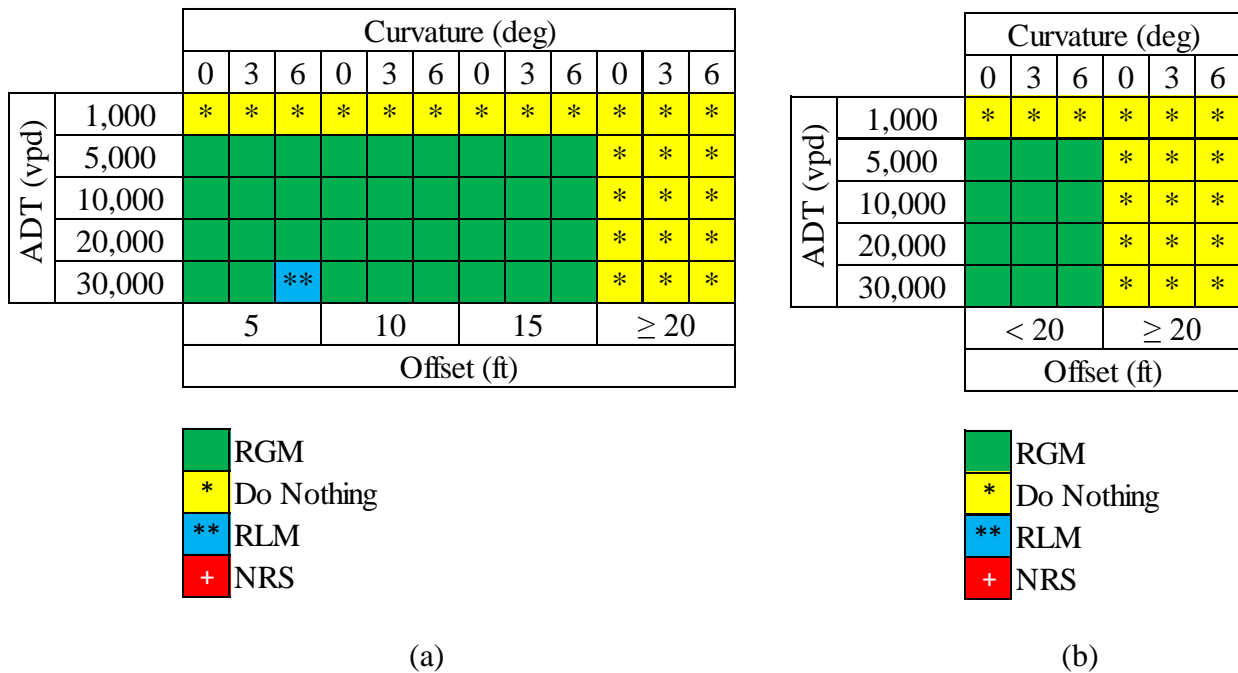 Curvature (deg)
0 3 6 0 3 6 0 3 6 0 3 6
ADT (vpd)
1,000 * * * * * * * * * * * *
5,000 * * *
10,000 * * *
20,000 * * *
30,000 ** * * *
5 10 15 ≥ 20
Offset (ft)
RGM
* Do Nothing
** RLM
+ NRS
(a)
Curvature (deg)
0 3 6 0 3 6
ADT (vpd)
1,000 * * * * * *
5,000 * * *
10,000 * * *
20,000 * * *
30,000 * * *
< 20 ≥ 20
Offset (ft)
RGM
* Do Nothing
** RLM
+ NRS
(b)